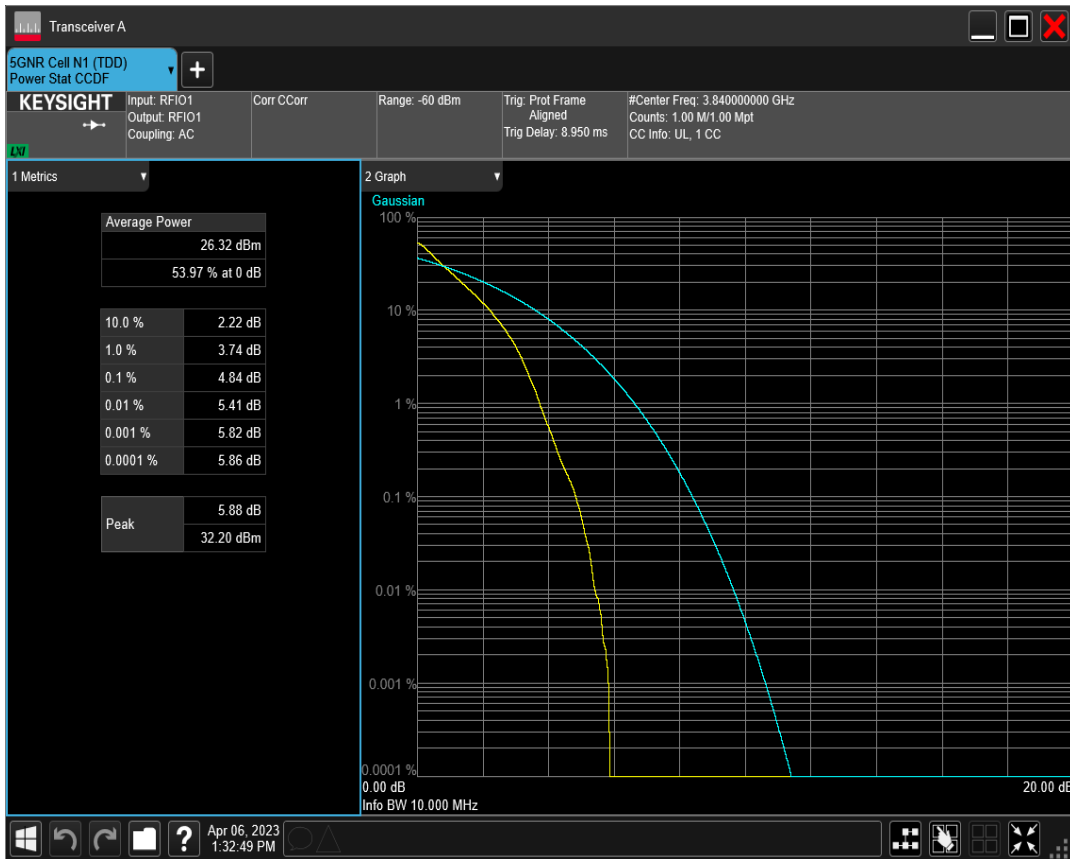 Transceiver A
5GNR Cell N1 (TDD)
Power Stat CCDF
+
KEYSIGHT
LXI
Input: RFIO1
Output: RFIO1
Coupling: AC
Corr CCorr
Range: -60 dBm
Trig: Prot Frame
Aligned
Trig Delay: 8.950 ms
#Center Freq: 3.840000000 GHz
Counts: 1.00 M/1.00 Mpt
CC Info: UL, 1 CC
1 Metrics
Average Power
26.32 dBm
53.97 % at 0 dB
10.0 % 2.22 dB
1.0 % 3.74 dB
0.1 % 4.84 dB
0.01 % 5.41 dB
0.001 % 5.82 dB
0.0001 % 5.86 dB
Peak 5.88 dB
32.20 dBm
2 Graph
Gaussian
100 %
10 %
1 %
0.1 %
0.01 %
0.001 %
0.0001 %
0.00 dB 20.00 dB
Info BW 10.000 MHz
?
Apr 06, 2023
1:32:49 PM